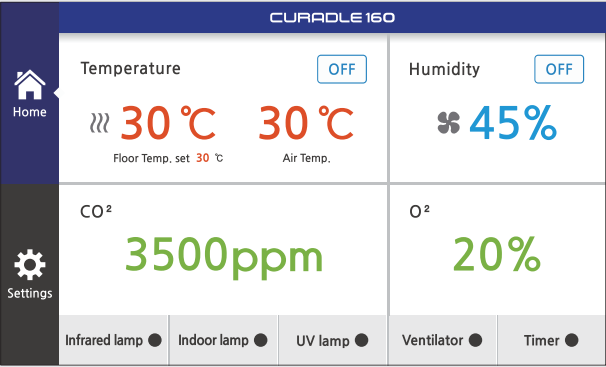 CURADLE 160
Home
Settings
Temperature
OFF
30 ℃
30 ℃
Floor Temp. set 30 ℃
Air Temp.
Humidity
OFF
45%
CO²
3500ppm
O²
20%
Infrared lamp
Indoor lamp
UV lamp
Ventilator
Timer